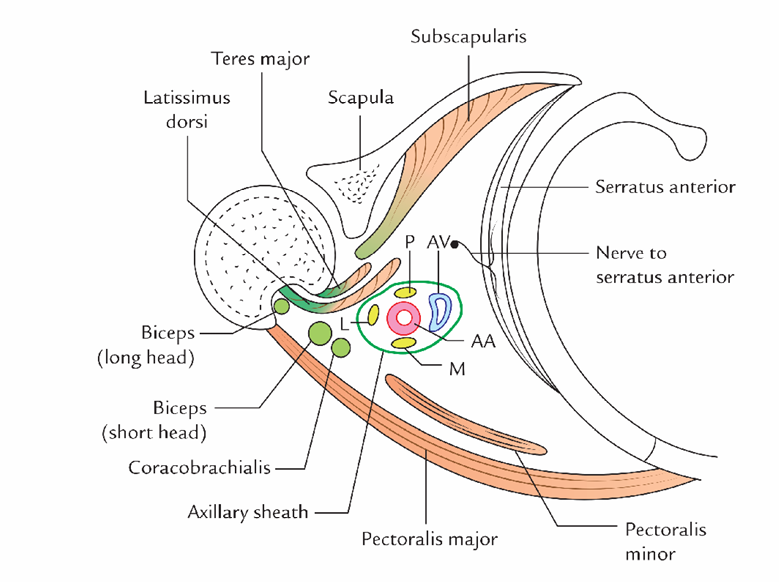 Subscapularis
Teres major
Latissimus
dorsi
Scapula
Serratus anterior
P
AV
Nerve to
serratus anterior
L
Biceps
(long head)
AA
M
Biceps
(short head)
Coracobrachialis
Axillary sheath
Pectoralis major
Pectoralis
minor